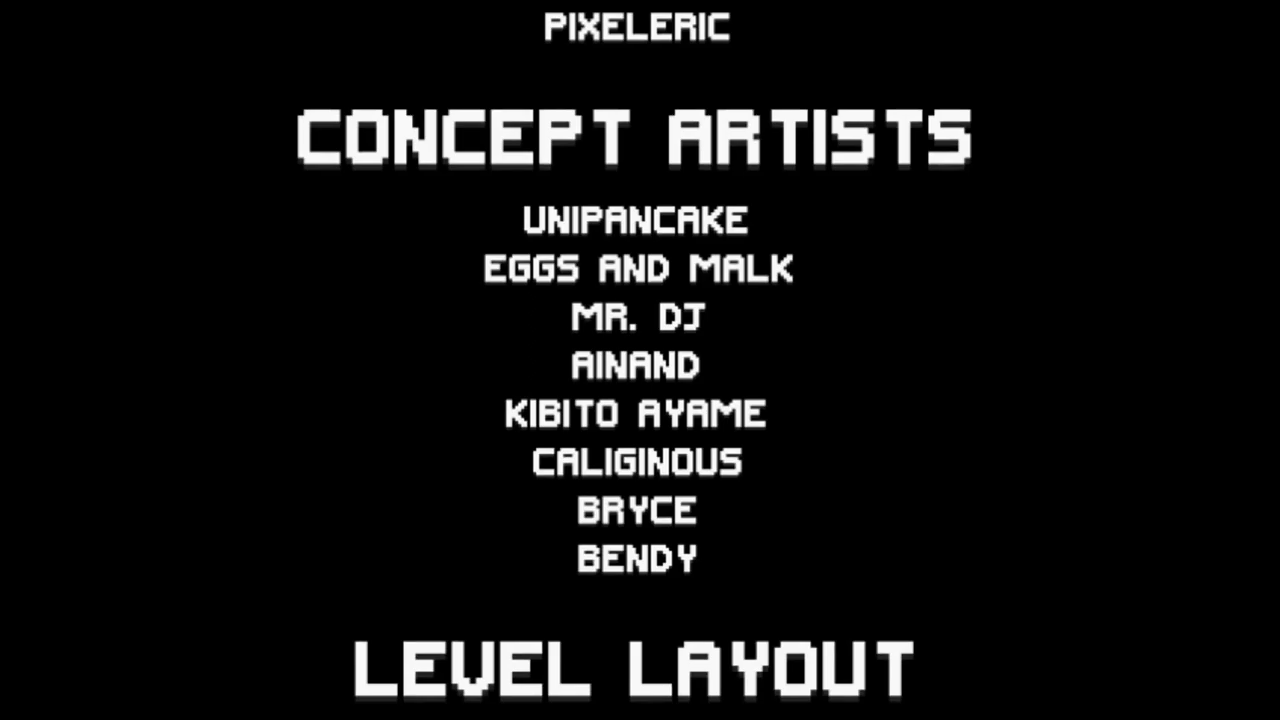 PIXELERIC
CONCEPT ARTISTS
UNIPANCAKE
EGGS AND MALK
MR. DJ
AINAND
KIBITO AYAME
CALIGINOUS
BRYCE
BENDY
LEVEL LAYOUT